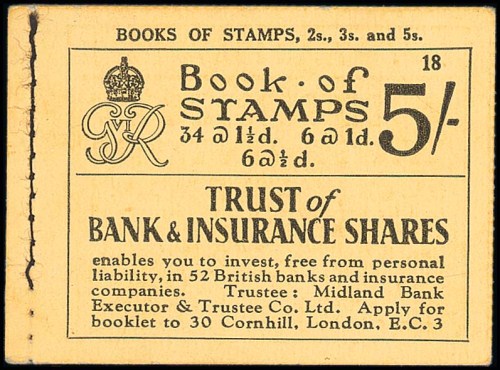 BOOKS OF STAMPS, 2s., 3s. and 5s.
18
GVIR
Book · of
STAMPS
5/-
34 @ 1½d. 6 @ 1d.
6 @ ½d.
TRUST of
BANK & INSURANCE SHARES
enables you to invest, free from personal
liability, in 52 British banks and insurance
companies. Trustee: Midland Bank
Executor & Trustee Co. Ltd. Apply for
booklet to 30 Cornhill, London, E.C. 3